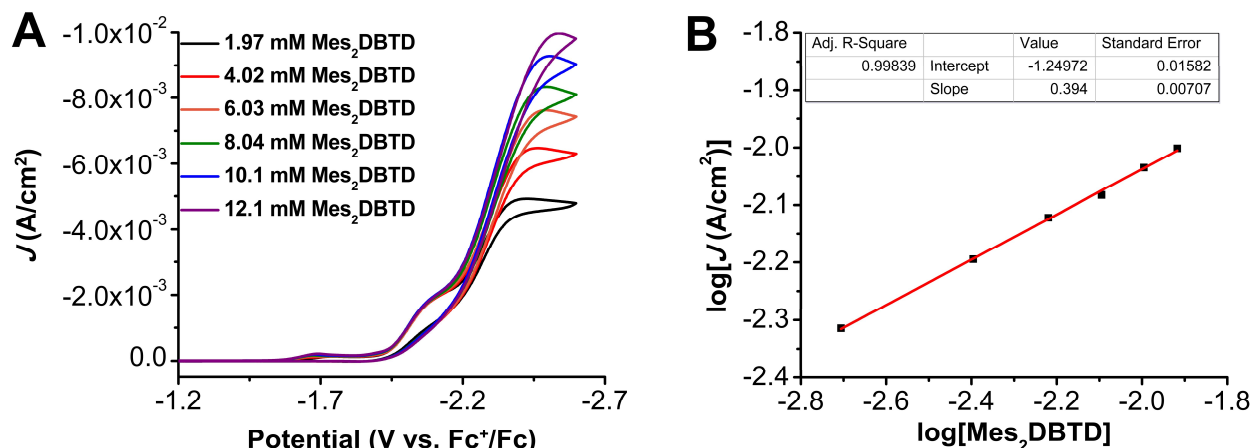 A
-1.0x10⁻²
-8.0x10⁻³
-6.0x10⁻³
-4.0x10⁻³
-2.0x10⁻³
0.0
J (A/cm²)
1.97 mM Mes₂DBTD
4.02 mM Mes₂DBTD
6.03 mM Mes₂DBTD
8.04 mM Mes₂DBTD
10.1 mM Mes₂DBTD
12.1 mM Mes₂DBTD
-1.2 -1.7 -2.2 -2.7
Potential (V vs. Fc⁺/Fc)
B
-1.8
-1.9
-2.0
-2.1
-2.2
-2.3
-2.4
log[J (A/cm²)]
Adj. R-Square Value Standard Error
0.99839 Intercept -1.24972 0.01582
Slope 0.394 0.00707
-2.8 -2.6 -2.4 -2.2 -2.0 -1.8
log[Mes₂DBTD]